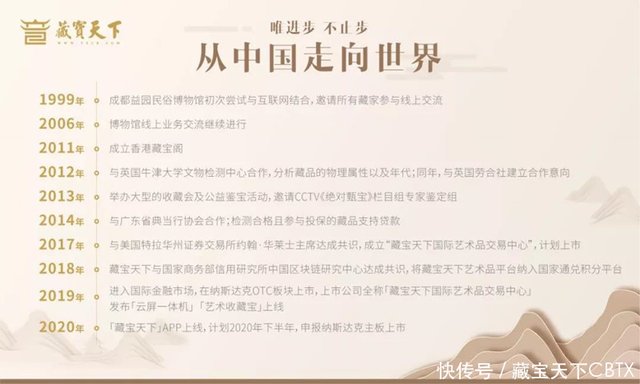 藏寶天下
唯进步 不止步
从中国走向世界
1999年 成都益园民俗博物馆初次尝试与互联网结合,邀请所有藏家参与线上交流
2006年 博物馆线上业务交流继续进行
2011年 成立香港藏宝阁
2012年 与英国牛津大学文物检测中心合作,分析藏品的物理属性以及年代;同年,与英国劳合社建立合作意向
2013年 举办大型的收藏会及公益鉴宝活动,邀请CCTV《绝对甄宝》栏目组专家鉴定组
2014年 与广东省典当行协会合作;检测合格且参与投保的藏品支持贷款
2017年 与美国特拉华州证券交易所约翰·华莱士主席达成共识,成立“藏宝天下国际艺术品交易中心”,计划上市
2018年 藏宝天下与国家商务部信用研究所中国区块链研究中心达成共识,将藏宝天下艺术品平台纳入国家通兑积分平台
2019年 进入国际金融市场,在纳斯达克OTC板块上市,上市公司全称「藏宝天下国际艺术品交易中心」
发布「云屏一体机」「艺术收藏宝」上线
2020年 「藏宝天下」APP上线,计划2020年下半年,申报纳斯达克主板上市
快传号/藏宝天下CBTX